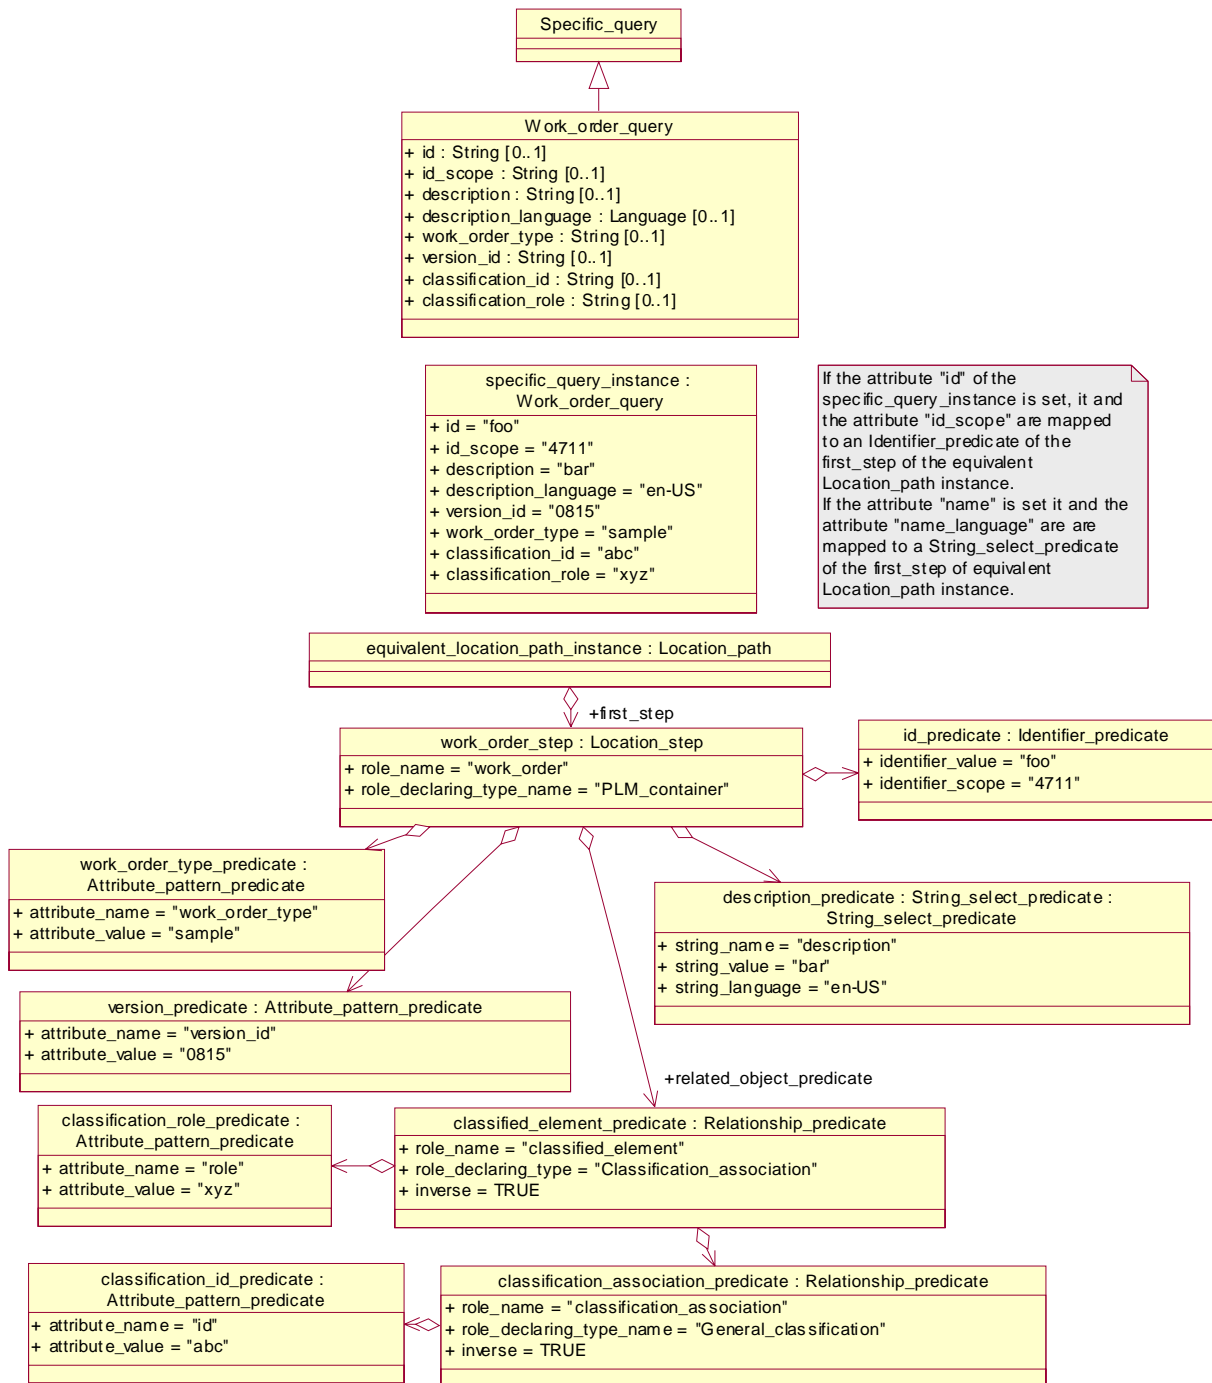 Specific_query
Work_order_query
+ id : String [0..1]
+ id_scope : String [0..1]
+ description : String [0..1]
+ description_language : Language [0..1]
+ work_order_type : String [0..1]
+ version_id : String [0..1]
+ classification_id : String [0..1]
+ classification_role : String [0..1]
specific_query_instance :
Work_order_query
+ id = "foo"
+ id_scope = "4711"
+ description = "bar"
+ description_language = "en-US"
+ version_id = "0815"
+ work_order_type = "sample"
+ classification_id = "abc"
+ classification_role = "xyz"
If the attribute "id" of the
specific_query_instance is set, it and
the attribute "id_scope" are mapped
to an Identifier_predicate of the
first_step of the equivalent
Location_path instance.
If the attribute "name" is set it and the
attribute "name_language" are are
mapped to a String_select_predicate
of the first_step of equivalent
Location_path instance.
equivalent_location_path_instance : Location_path
+first_step
work_order_step : Location_step
+ role_name = "work_order"
+ role_declaring_type_name = "PLM_container"
id_predicate : Identifier_predicate
+ identifier_value = "foo"
+ identifier_scope = "4711"
work_order_type_predicate :
Attribute_pattern_predicate
+ attribute_name = "work_order_type"
+ attribute_value = "sample"
description_predicate : String_select_predicate :
String_select_predicate
+ string_name = "description"
+ string_value = "bar"
+ string_language = "en-US"
version_predicate : Attribute_pattern_predicate
+ attribute_name = "version_id"
+ attribute_value = "0815"
+related_object_predicate
classification_role_predicate :
Attribute_pattern_predicate
+ attribute_name = "role"
+ attribute_value = "xyz"
classified_element_predicate : Relationship_predicate
+ role_name = "classified_element"
+ role_declaring_type = "Classification_association"
+ inverse = TRUE
classification_id_predicate :
Attribute_pattern_predicate
+ attribute_name = "id"
+ attribute_value = "abc"
classification_association_predicate : Relationship_predicate
+ role_name = "classification_association"
+ role_declaring_type_name = "General_classification"
+ inverse = TRUE